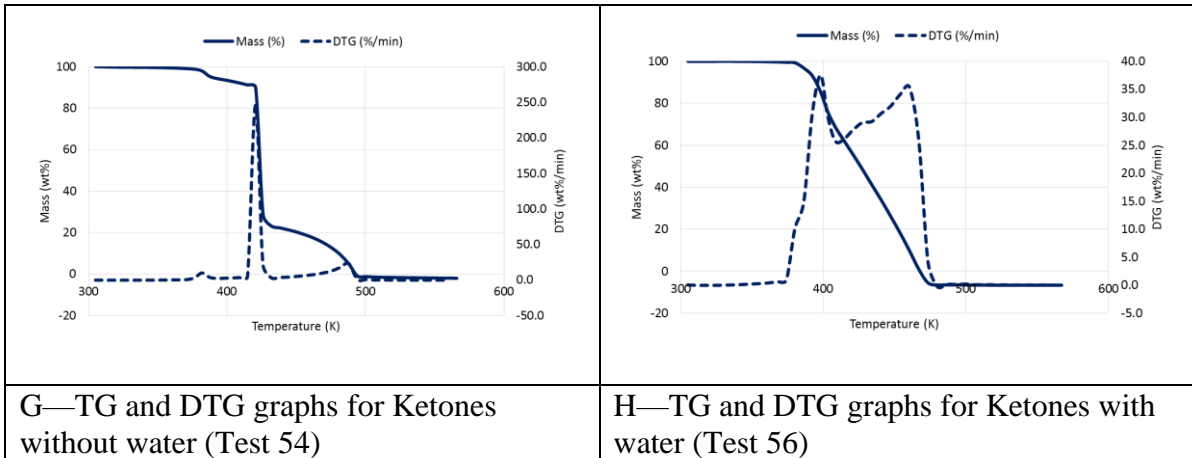 Mass (%) DTG (%/min)
100
80
60
40
20
0
-20
Mass (wt%)
300.0
250.0
200.0
150.0
100.0
50.0
0.0
-50.0
DTG (wt%/min)
300 400 500 600
Temperature (K)
Mass (%) DTG (%/min)
100
80
60
40
20
0
-20
Mass (wt%)
40.0
35.0
30.0
25.0
20.0
15.0
10.0
5.0
0.0
-5.0
DTG (wt%/min)
300 400 500 600
Temperature (K)
G—TG and DTG graphs for Ketones
without water (Test 54)
H—TG and DTG graphs for Ketones with
water (Test 56)